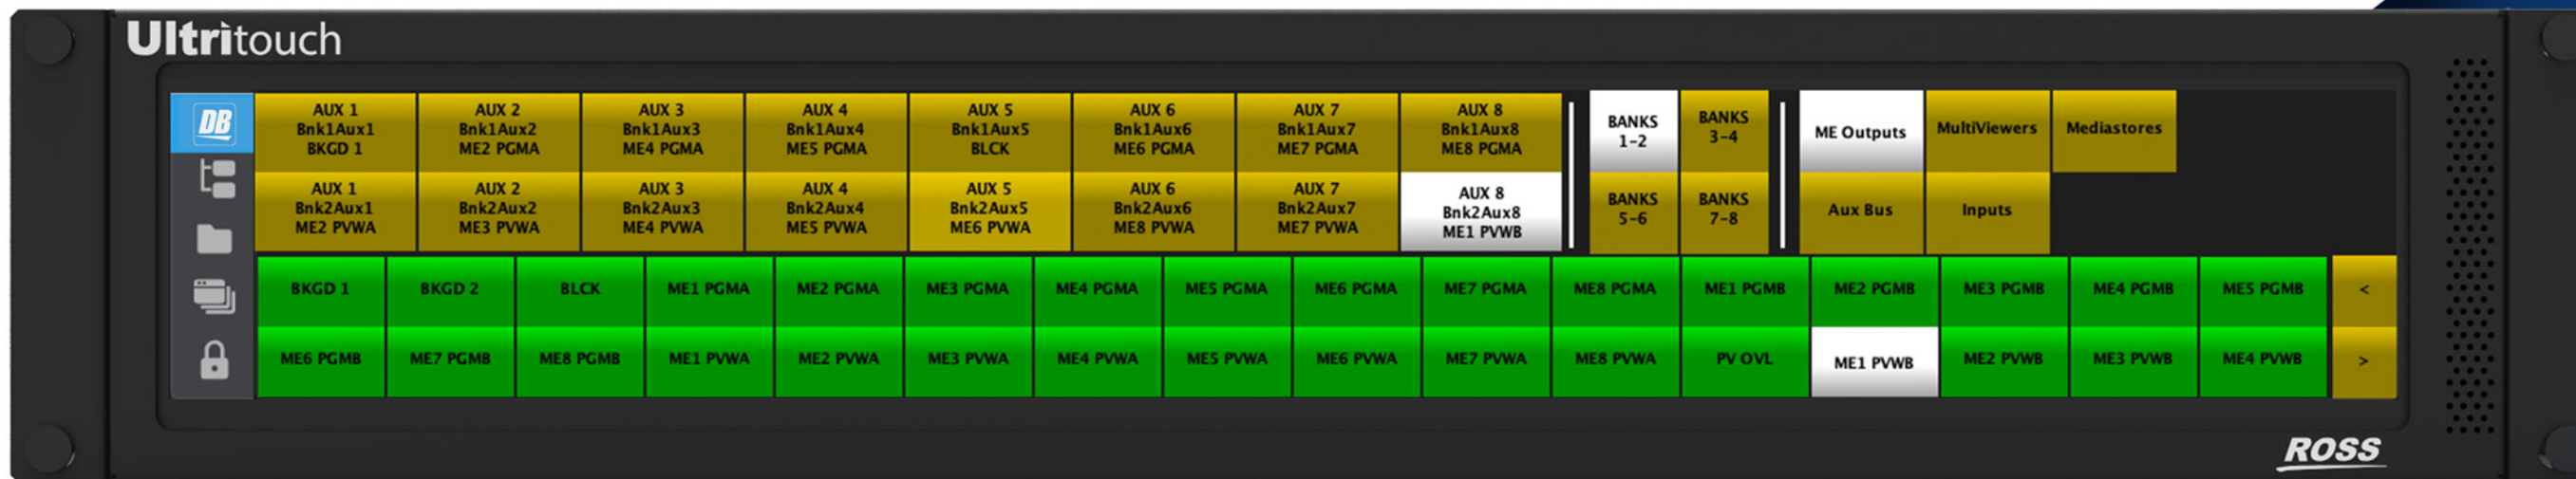 Ultritouch
DB
AUX 1
Bnk1Aux1
BKGD 1
AUX 2
Bnk1Aux2
ME2 PGMA
AUX 3
Bnk1Aux3
ME4 PGMA
AUX 4
Bnk1Aux4
ME5 PGMA
AUX 5
Bnk1Aux5
BLCK
AUX 6
Bnk1Aux6
ME6 PGMA
AUX 7
Bnk1Aux7
ME7 PGMA
AUX 8
Bnk1Aux8
ME8 PGMA
BANKS
1-2
BANKS
3-4
ME Outputs
MultiViewers
Mediastores
AUX 1
Bnk2Aux1
ME2 PVWA
AUX 2
Bnk2Aux2
ME3 PVWA
AUX 3
Bnk2Aux3
ME4 PVWA
AUX 4
Bnk2Aux4
ME5 PVWA
AUX 5
Bnk2Aux5
ME6 PVWA
AUX 6
Bnk2Aux6
ME8 PVWA
AUX 7
Bnk2Aux7
ME7 PVWA
AUX 8
Bnk2Aux8
ME1 PVWB
BANKS
5-6
BANKS
7-8
Aux Bus
Inputs
BKGD 1
BKGD 2
BLCK
ME1 PGMA
ME2 PGMA
ME3 PGMA
ME4 PGMA
ME5 PGMA
ME6 PGMA
ME7 PGMA
ME8 PGMA
ME1 PGMB
ME2 PGMB
ME3 PGMB
ME4 PGMB
ME5 PGMB
<
ME6 PGMB
ME7 PGMB
ME8 PGMB
ME1 PVWA
ME2 PVWA
ME3 PVWA
ME4 PVWA
ME5 PVWA
ME6 PVWA
ME7 PVWA
ME8 PVWA
PV OVL
ME1 PVWB
ME2 PVWB
ME3 PVWB
ME4 PVWB
>
ROSS